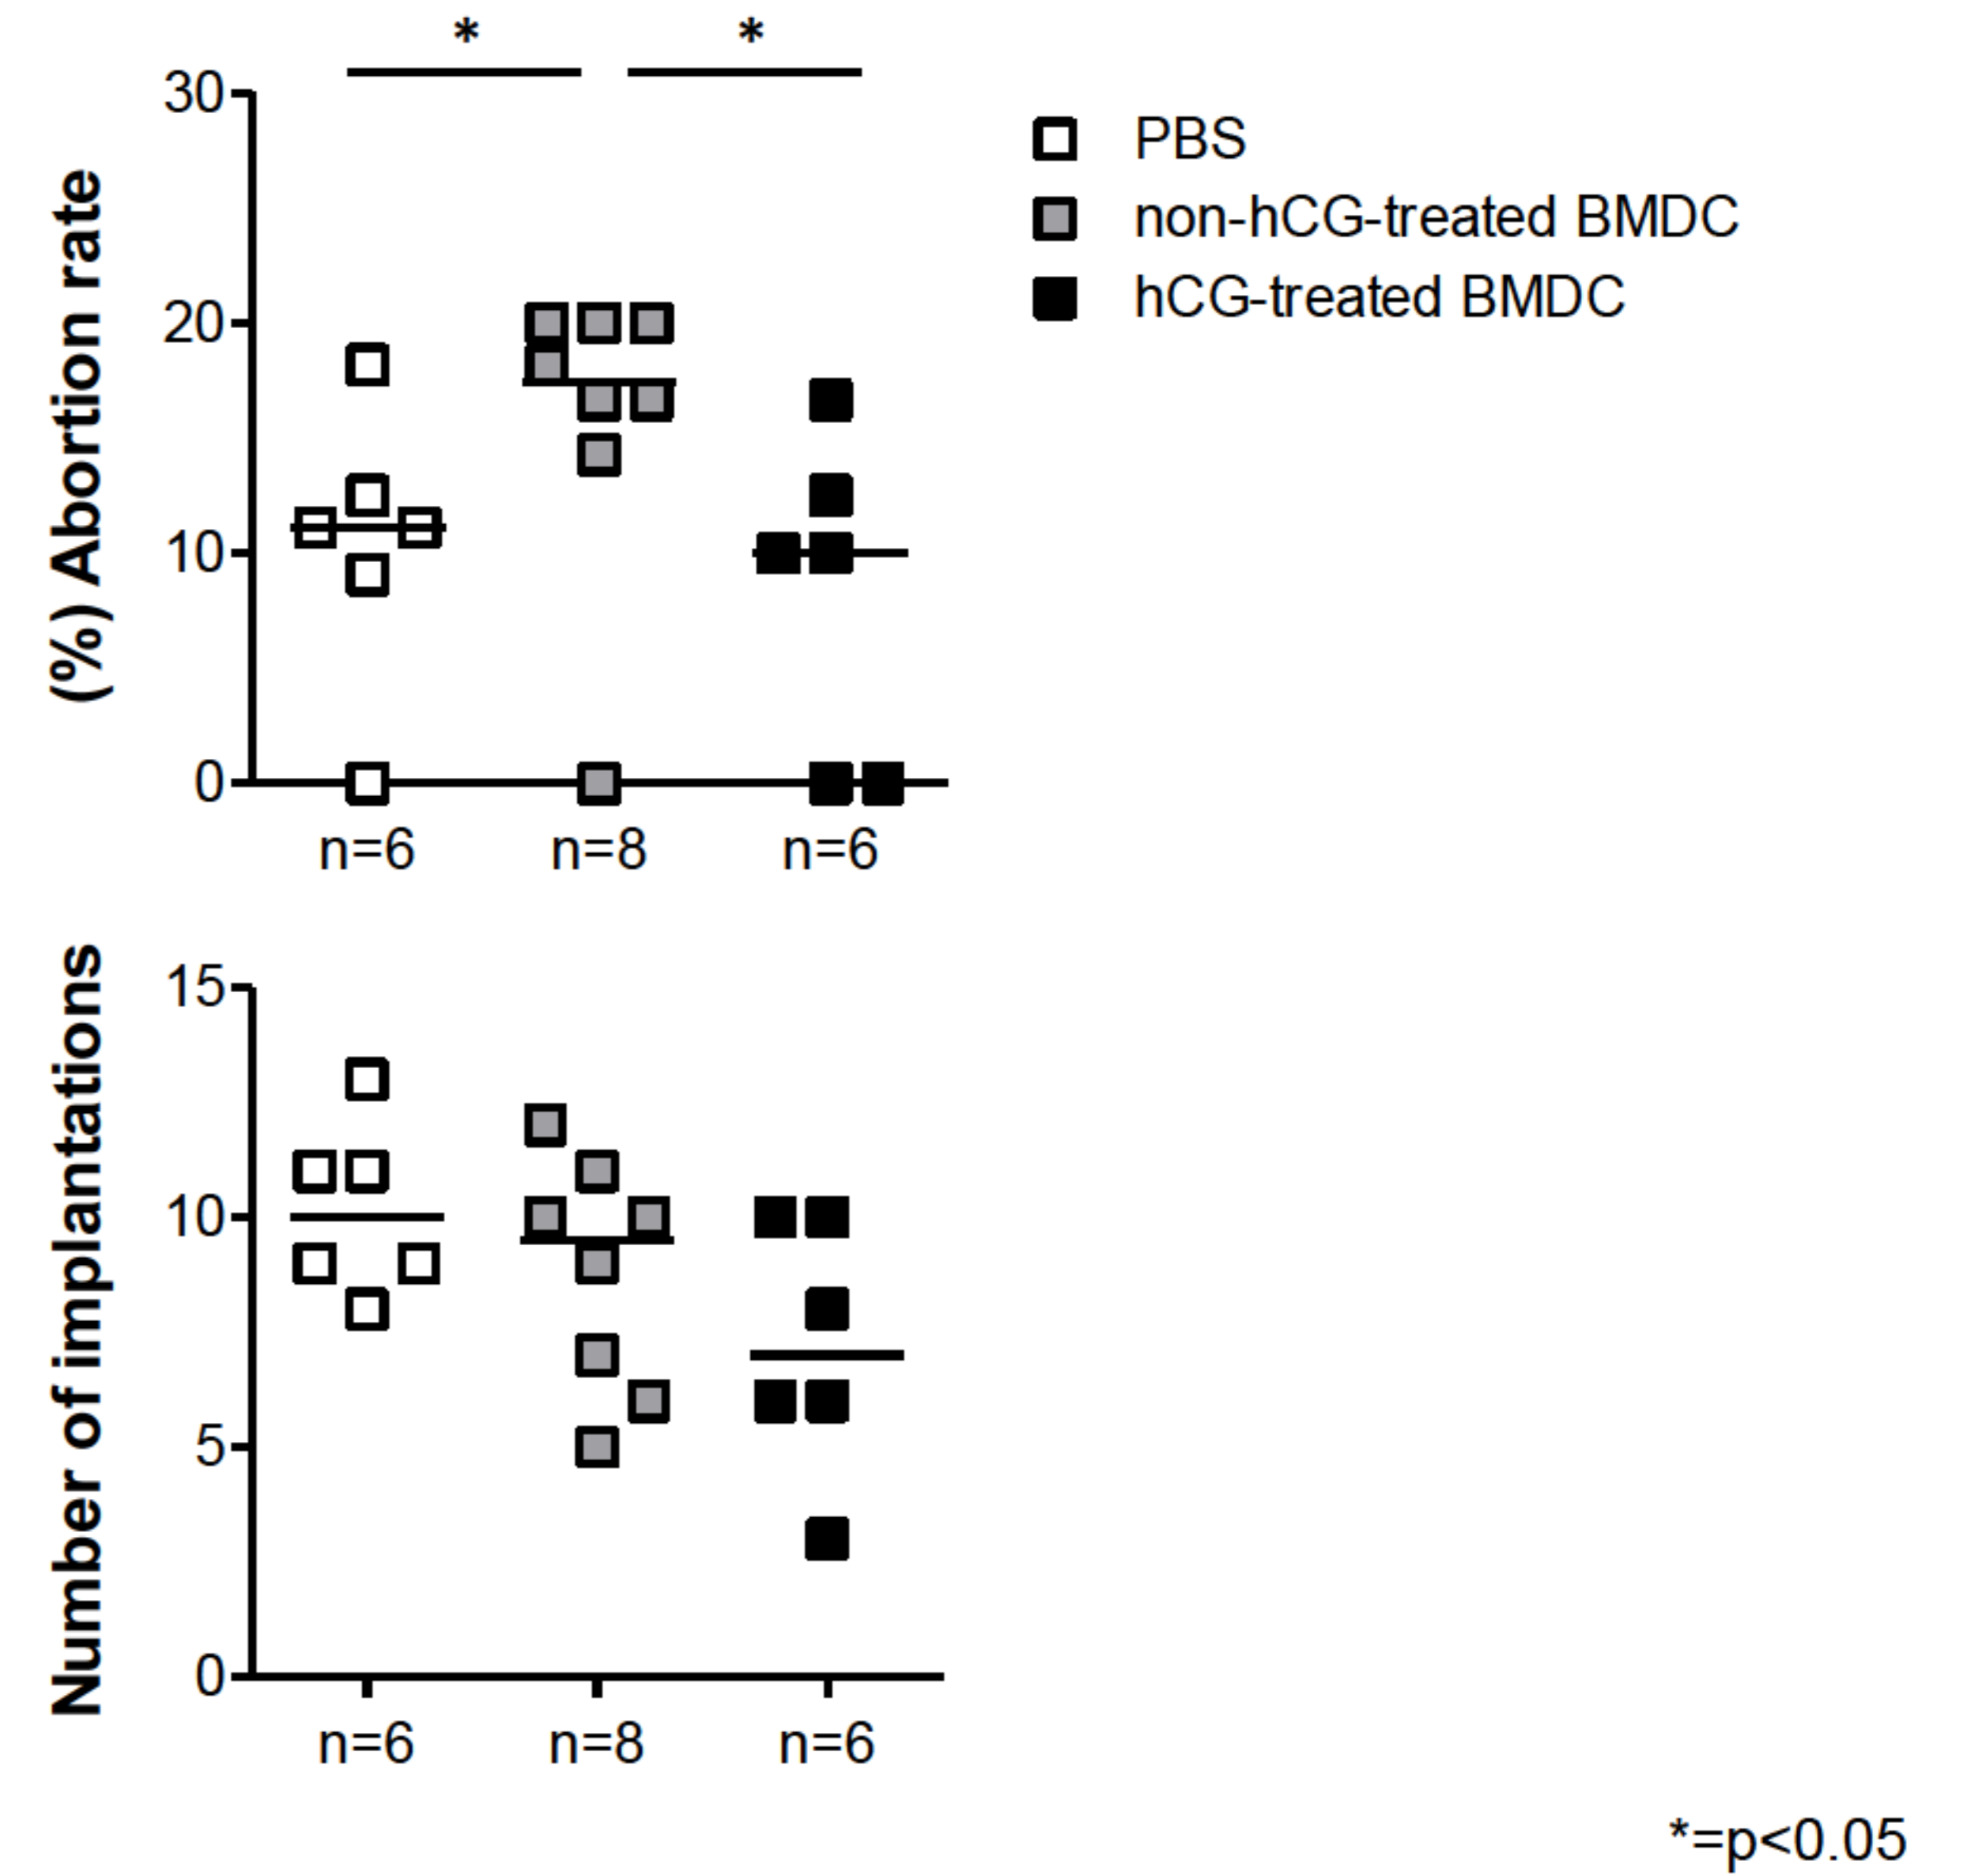 * *
30
20
10
0
(%) Abortion rate
n=6 n=8 n=6
PBS
non-hCG-treated BMDC
hCG-treated BMDC
15
10
5
0
Number of implantations
n=6 n=8 n=6
*=p<0.05